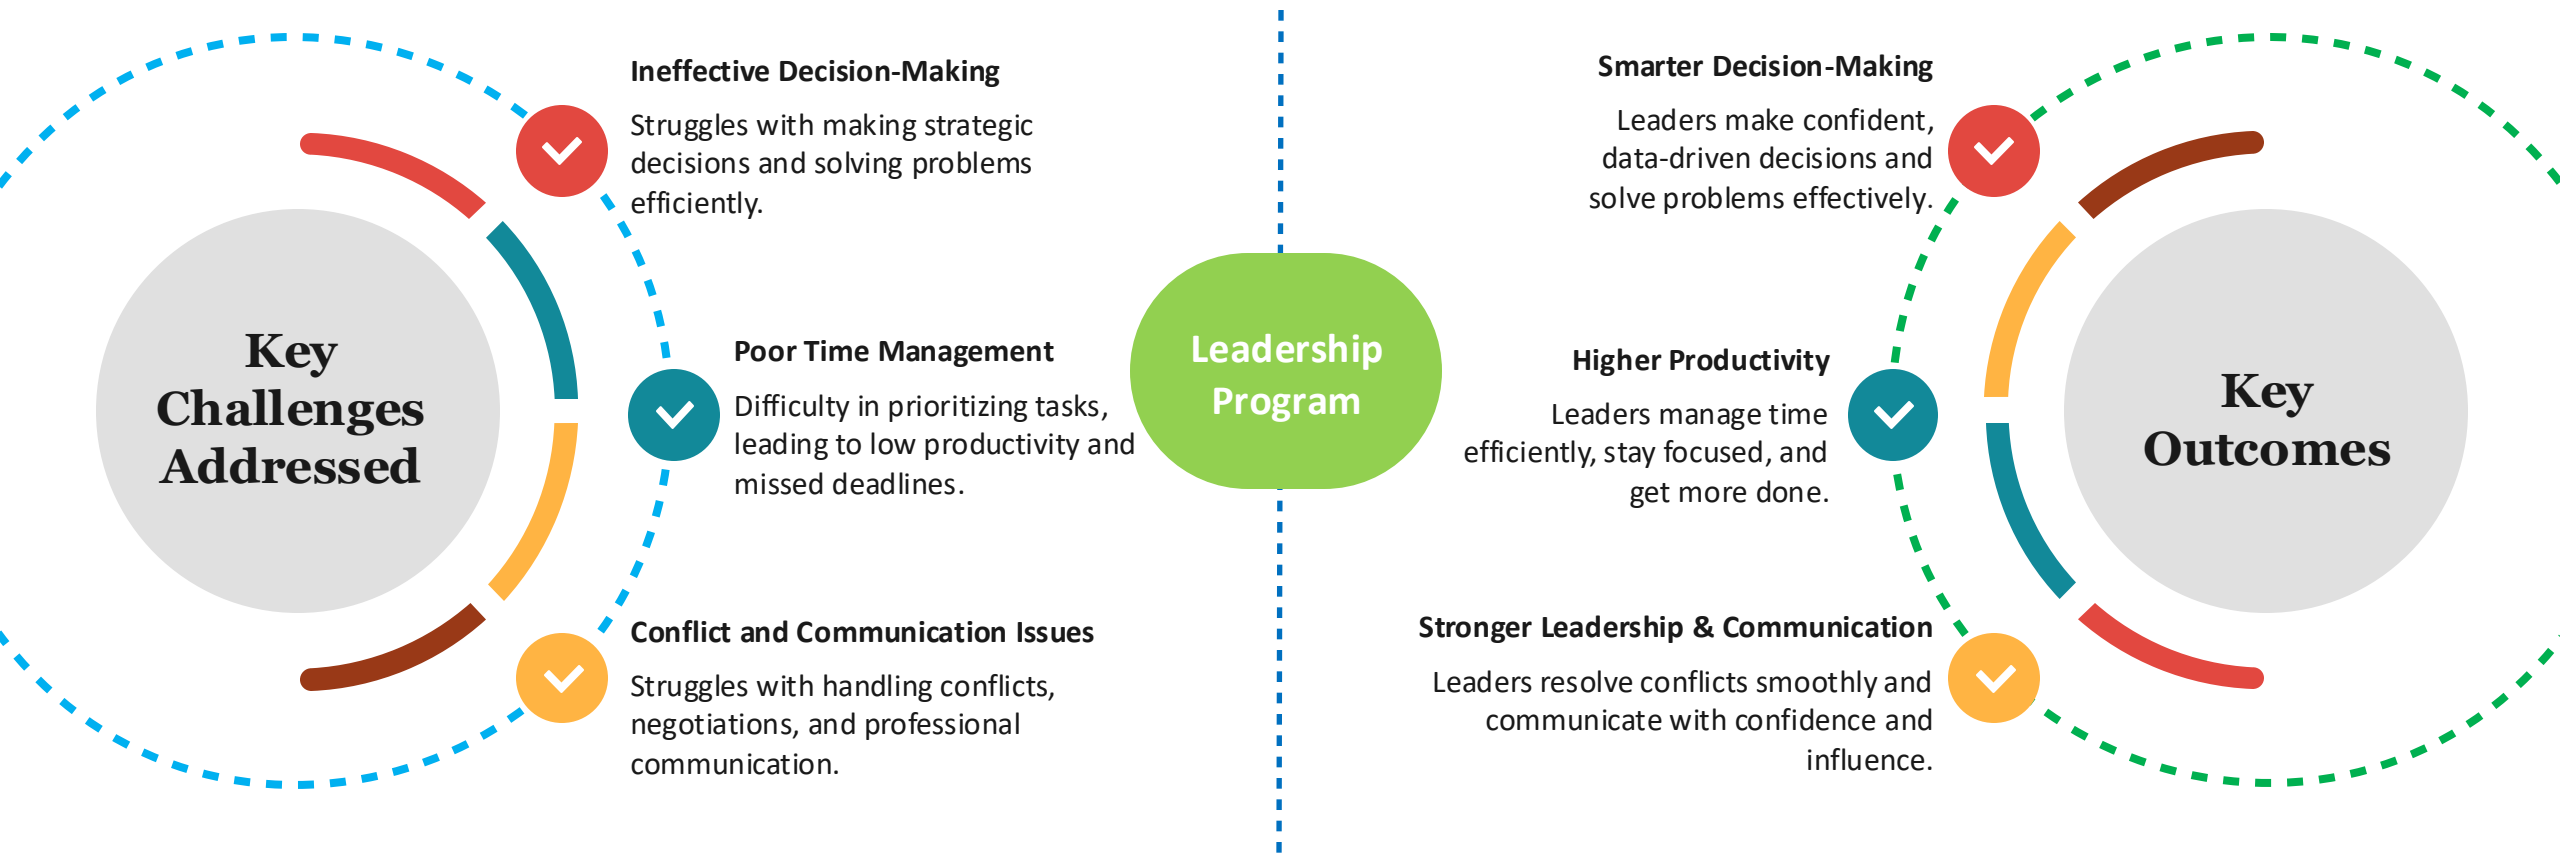 Key
Challenges
Addressed
Ineffective Decision-Making
Struggles with making strategic
decisions and solving problems
efficiently.
Poor Time Management
Difficulty in prioritizing tasks,
leading to low productivity and
missed deadlines.
Conflict and Communication Issues
Struggles with handling conflicts,
negotiations, and professional
communication.
Leadership
Program
Smarter Decision-Making
Leaders make confident,
data-driven decisions and
solve problems effectively.
Higher Productivity
Leaders manage time
efficiently, stay focused, and
get more done.
Stronger Leadership & Communication
Leaders resolve conflicts smoothly and
communicate with confidence and
influence.
Key
Outcomes